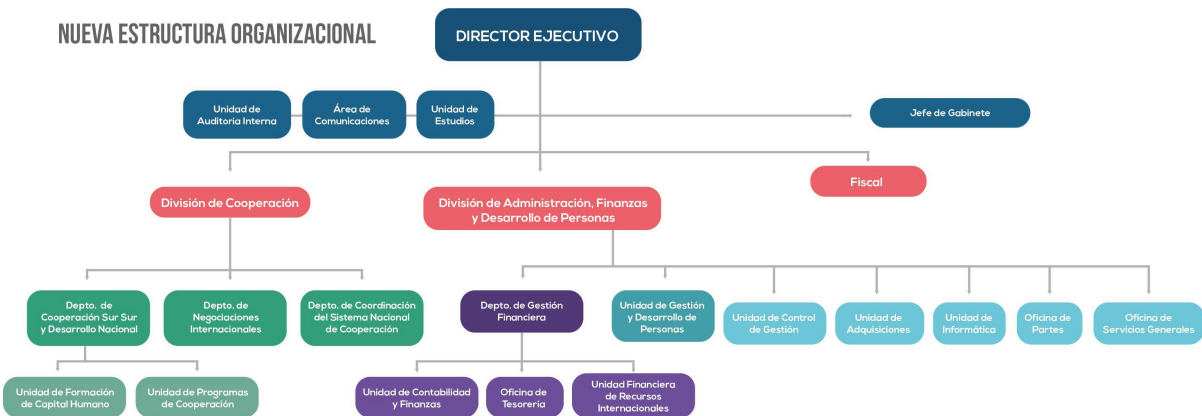 NUEVA ESTRUCTURA ORGANIZACIONAL
DIRECTOR EJECUTIVO
Unidad de
Auditoría Interna
Área de
Comunicaciones
Unidad de
Estudios
Jefe de Gabinete
División de Cooperación
División de Administración, Finanzas
y Desarrollo de Personas
Fiscal
Depto. de
Cooperación Sur Sur
y Desarrollo Nacional
Depto. de
Negociaciones
Internacionales
Depto. de Coordinación
del Sistema Nacional
de Cooperación
Depto. de Gestión
Financiera
Unidad de Gestión
y Desarrollo de
Personas
Unidad de Control
de Gestión
Unidad de
Adquisiciones
Unidad de
Informática
Oficina de
Partes
Oficina de
Servicios Generales
Unidad de Formación
de Capital Humano
Unidad de Programas
de Cooperación
Unidad de Contabilidad
y Finanzas
Oficina de
Tesorería
Unidad Financiera
de Recursos
Internacionales